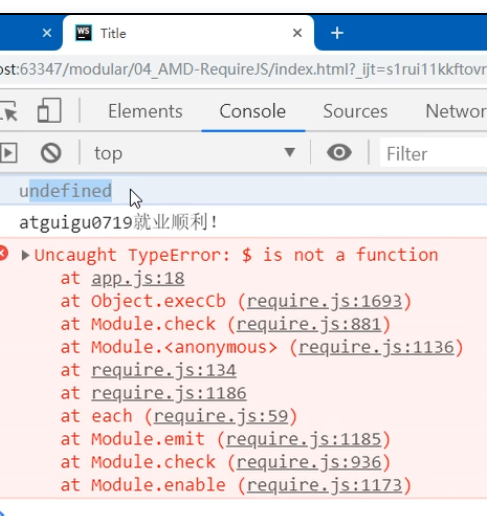 WS Title
ost:63347/modular/04_AMD-RequireJS/index.html?_ijt=s1rui11kkftovr
Elements Console Sources Networ
top Filter
undefined
atguigu0719就业顺利!
Uncaught TypeError: $ is not a function
at app.js:18
at Object.execCb (require.js:1693)
at Module.check (require.js:881)
at Module.<anonymous> (require.js:1136)
at require.js:134
at require.js:1186
at each (require.js:59)
at Module.emit (require.js:1185)
at Module.check (require.js:936)
at Module.enable (require.js:1173)